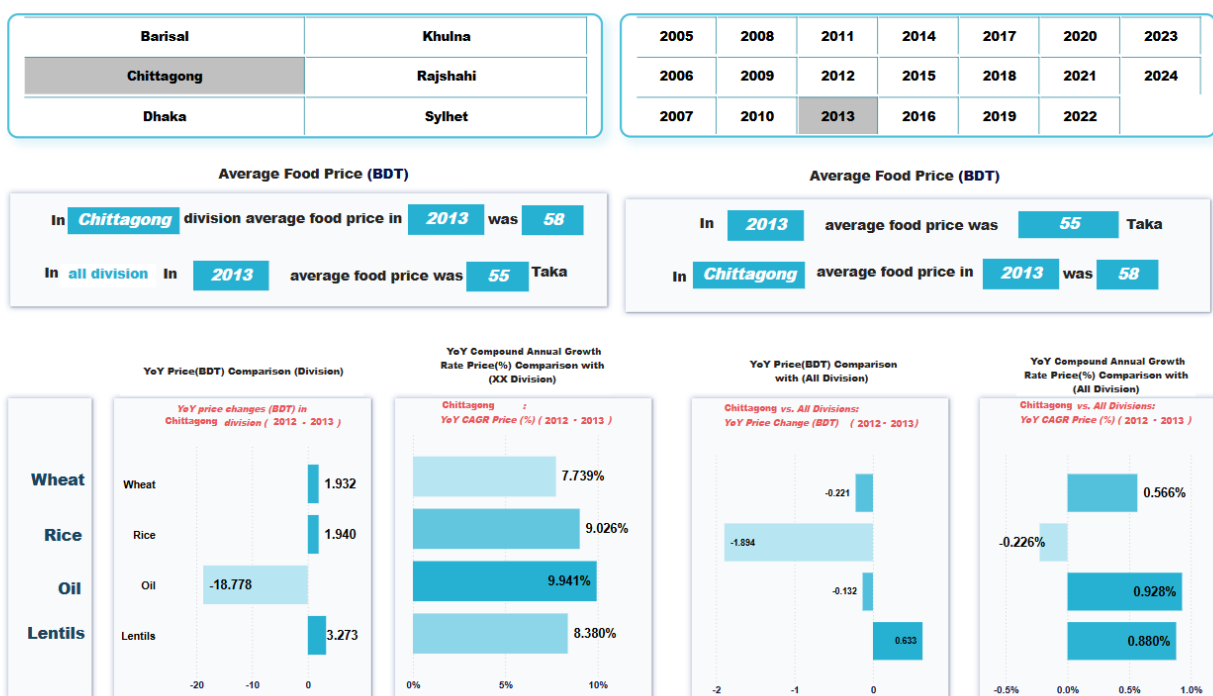 Barisal Khulna
Chittagong Rajshahi
Dhaka Sylhet
2005 2008 2011 2014 2017 2020 2023
2006 2009 2012 2015 2018 2021 2024
2007 2010 2013 2016 2019 2022
Average Food Price (BDT)
In Chittagong division average food price in 2013 was 58
In all division In 2013 average food price was 55 Taka
Average Food Price (BDT)
In 2013 average food price was 55 Taka
In Chittagong average food price in 2013 was 58
Wheat
Rice
Oil
Lentils
YoY Price(BDT) Comparison (Division)
YoY price changes (BDT) in
Chittagong division ( 2012 - 2013 )
Wheat 1.932
Rice 1.940
Oil -18.778
Lentils 3.273
-20 -10 0
YoY Compound Annual Growth
Rate Price(%) Comparison with
(XX Division)
Chittagong :
YoY CAGR Price (%) ( 2012 - 2013 )
7.739%
9.026%
9.941%
8.380%
0% 5% 10%
YoY Price(BDT) Comparison
with (All Division)
Chittagong vs. All Divisions:
YoY Price Change (BDT) ( 2012 - 2013)
-0.221
-1.894
-0.132
0.633
-2 -1 0
YoY Compound Annual Growth
Rate Price(%) Comparison with
(All Division)
Chittagong vs. All Divisions:
YoY CAGR Price (%) ( 2012 - 2013 )
0.566%
-0.226%
0.928%
0.880%
-0.5% 0.0% 0.5% 1.0%